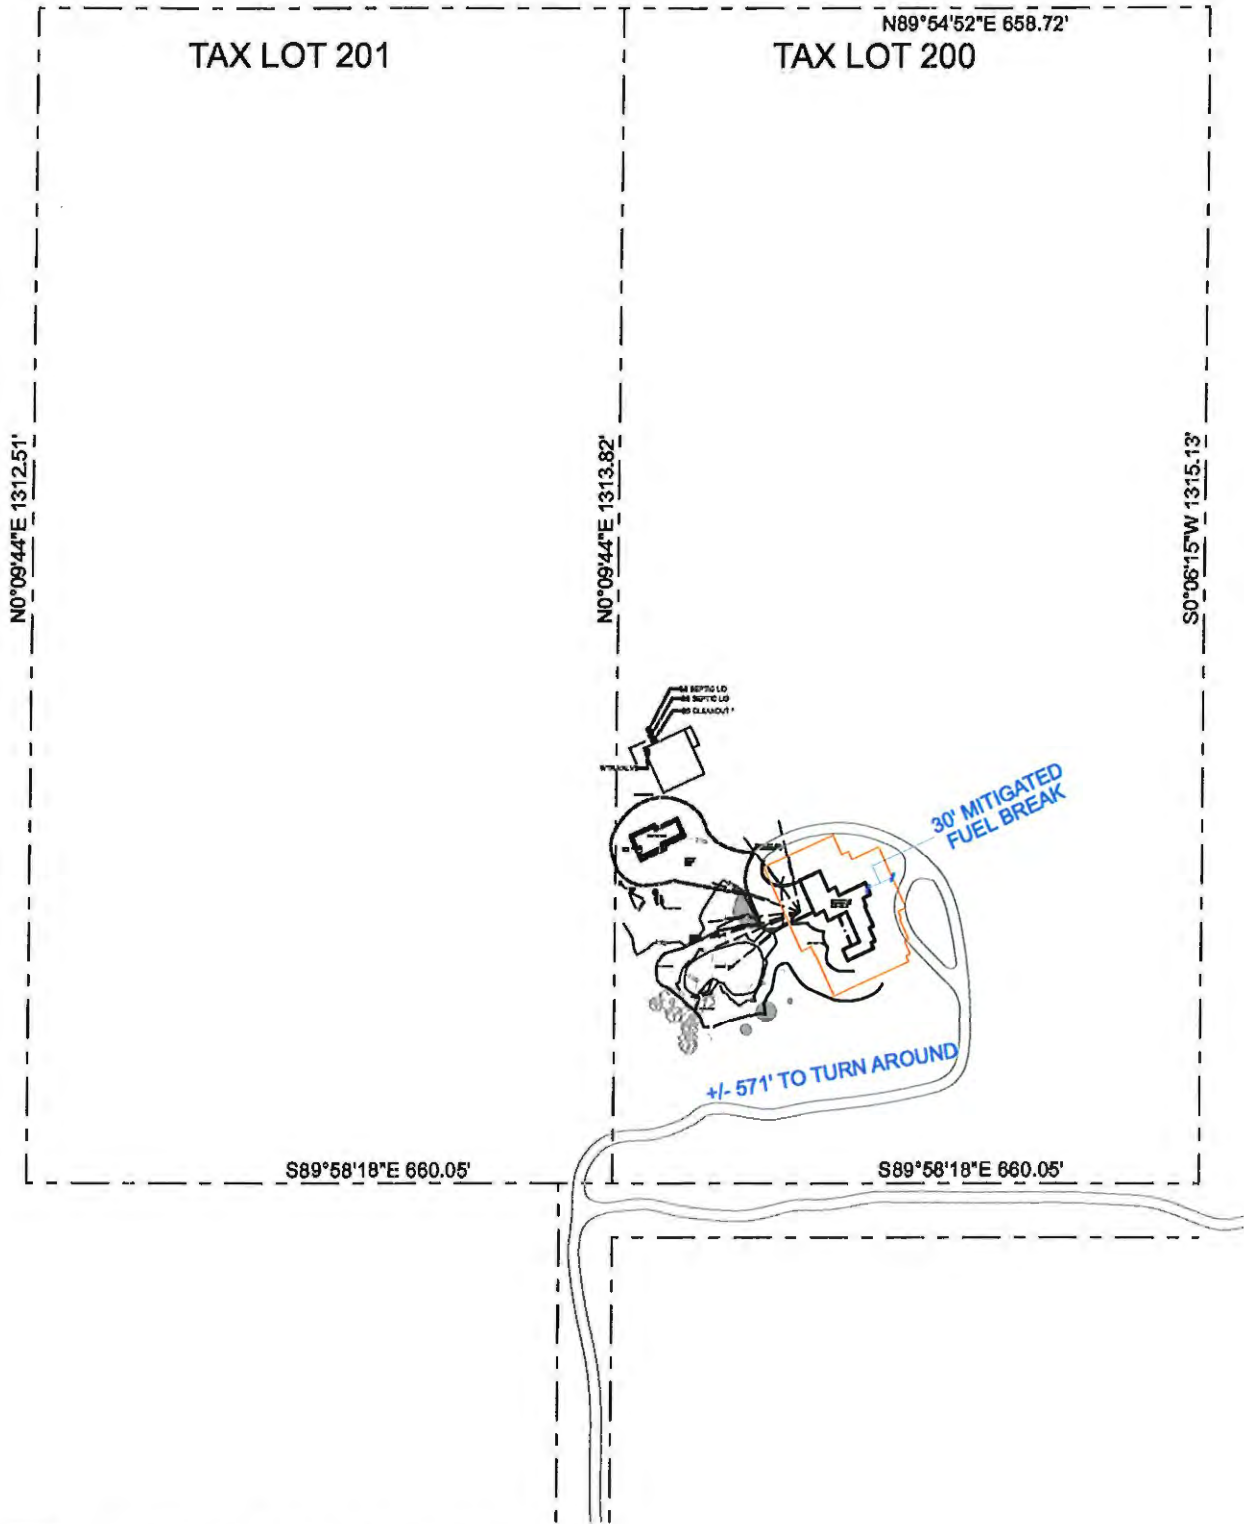 N89°54'52"E 658.72'
TAX LOT 201
TAX LOT 200
N0°09'44"E 1312.51'
N0°09'44"E 1313.82'
S0°06'15"W 1315.13'
SEPTIC LID
SEPTIC LID
CLEANOUT
30' MITIGATED
FUEL BREAK
+/- 571' TO TURN AROUND
S89°58'18"E 660.05'
S89°58'18"E 660.05'